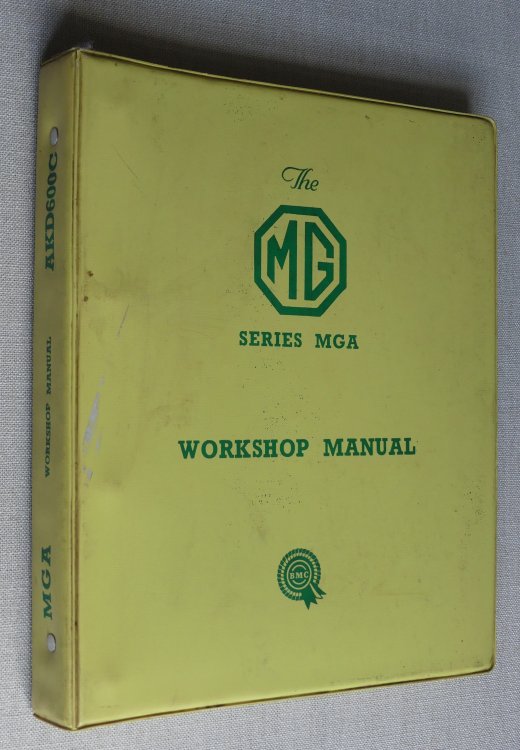 The
MG
SERIES MGA
WORKSHOP MANUAL
BMC
MGA
WORKSHOP MANUAL
AKD600C